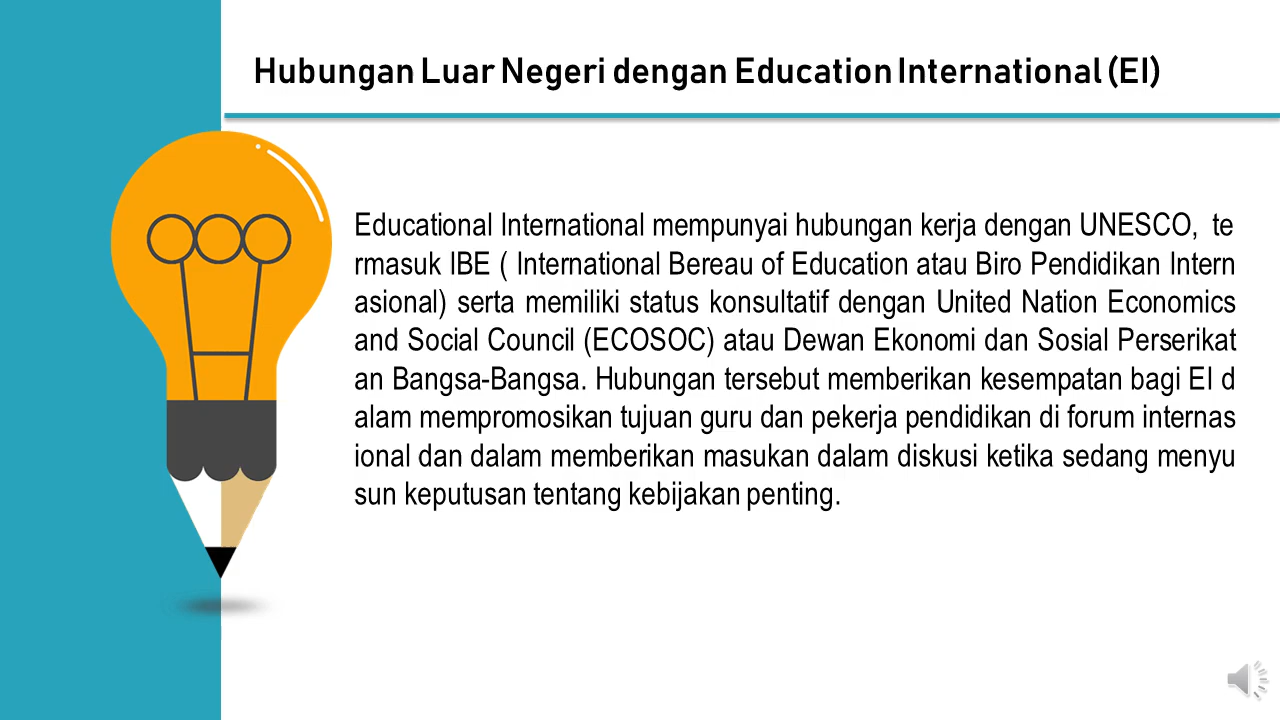 Hubungan Luar Negeri dengan Education International (EI)
Educational International mempunyai hubungan kerja dengan UNESCO, te
rmasuk IBE ( International Bereau of Education atau Biro Pendidikan Intern
asional) serta memiliki status konsultatif dengan United Nation Economics
and Social Council (ECOSOC) atau Dewan Ekonomi dan Sosial Perserikat
an Bangsa-Bangsa. Hubungan tersebut memberikan kesempatan bagi EI d
alam mempromosikan tujuan guru dan pekerja pendidikan di forum internas
ional dan dalam memberikan masukan dalam diskusi ketika sedang menyu
sun keputusan tentang kebijakan penting.